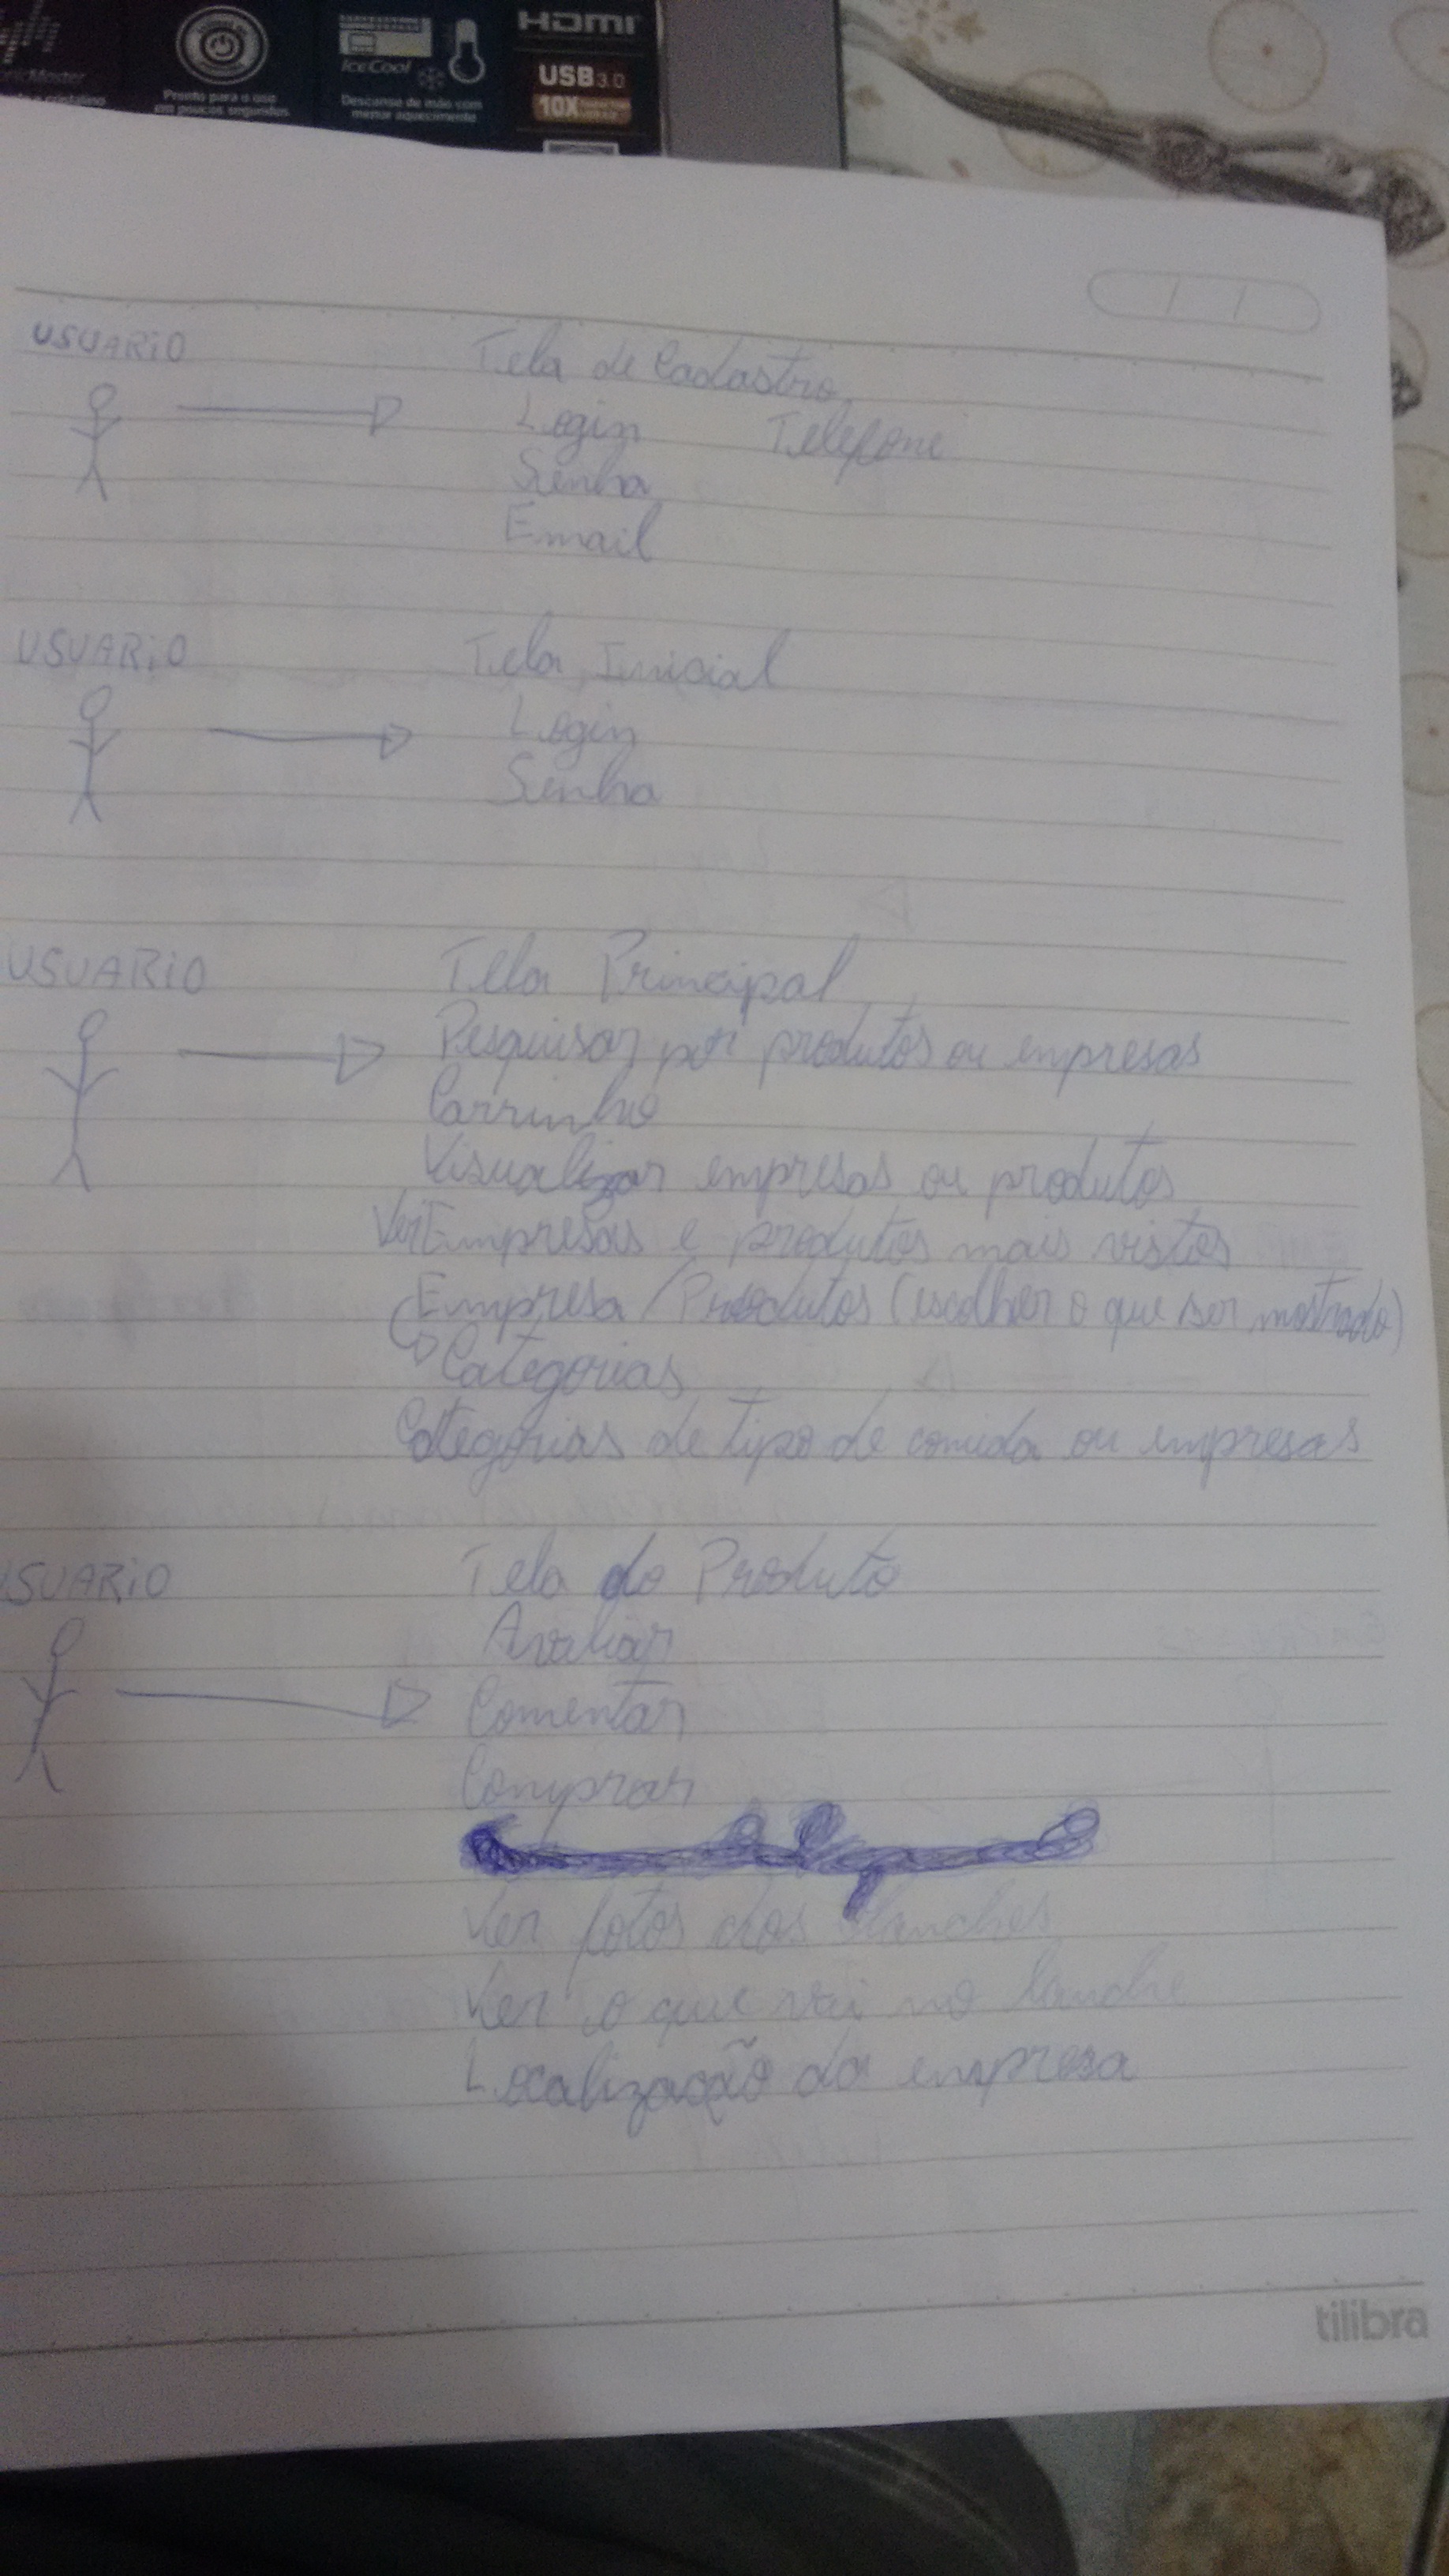 HDMI
IceCool
USB 3.0
10X
Pronto para o uso
em poucos segundos
Descanse de mão com
menor aquecimento
USUARiO
Tela de Cadastro
Login Telefone
Senha
Email
USUARiO
Tela Inicial
Login
Senha
USUARiO
Tela Principal
Pesquisar por produtos ou empresas
Carrinho
Visualizar empresas ou produtos
Ver Empresas e produtos mais vistos
Empresa / Produtos (escolher o que ser mostrado)
Categorias
Categorias de tipo de comida ou empresas
USUARiO
Tela do Produto
Avaliar
Comentar
Comprar
Ver fotos dos lanches
Ver o que vai no lanche
Localização da empresa
tilibra